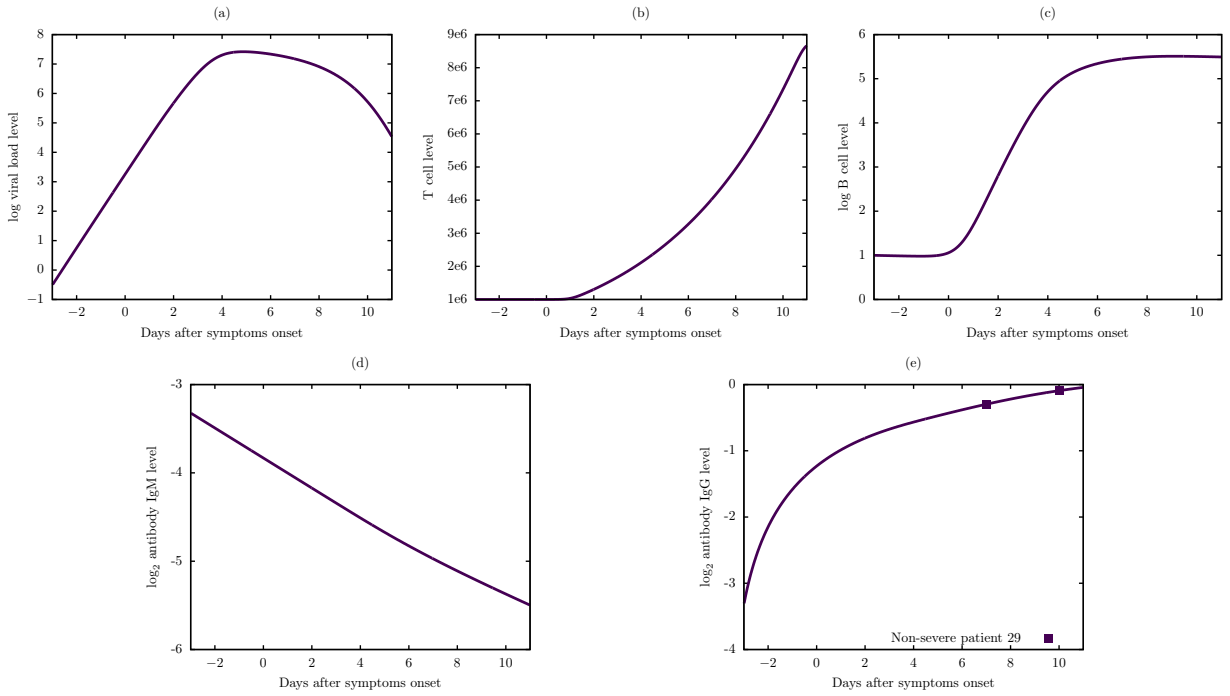 (a)
8
7
6
5
4
3
2
1
0
−1
−2 0 2 4 6 8 10
log viral load level
Days after symptoms onset
(b)
9e6
8e6
7e6
6e6
5e6
4e6
3e6
2e6
1e6
−2 0 2 4 6 8 10
T cell level
Days after symptoms onset
(c)
6
5
4
3
2
1
0
−2 0 2 4 6 8 10
log B cell level
Days after symptoms onset
(d)
-3
-4
-5
-6
−2 0 2 4 6 8 10
log₂ antibody IgM level
Days after symptoms onset
(e)
0
-1
-2
-3
-4
−2 0 2 4 6 8 10
log₂ antibody IgG level
Days after symptoms onset
Non-severe patient 29